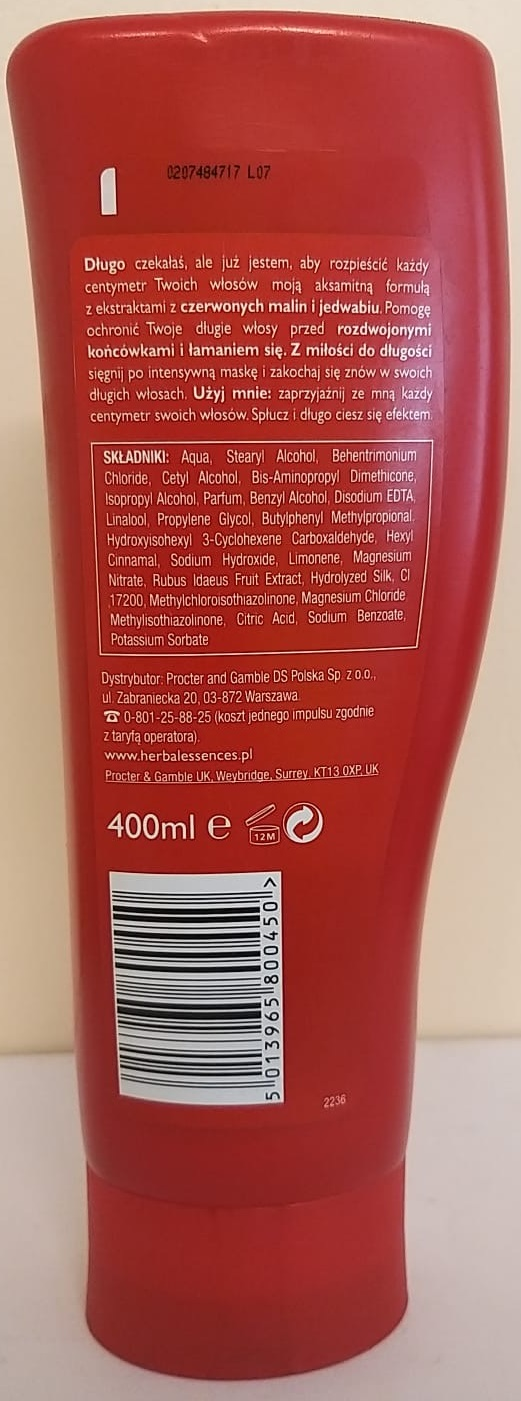 0207484717 L07
Długo czekałaś, ale już jestem, aby rozpieścić każdy
centymetr Twoich włosów moją aksamitną formułą
z ekstraktami z czerwonych malin i jedwabiu. Pomogę
ochronić Twoje długie włosy przed rozdwojonymi
końcówkami i łamaniem się. Z miłości do długości
sięgnij po intensywną maskę i zakochaj się znów w swoich
długich włosach. Użyj mnie: zaprzyjaźnij ze mną każdy
centymetr swoich włosów. Spłucz i długo ciesz się efektem.
SKŁADNIKI: Aqua, Stearyl Alcohol, Behentrimonium
Chloride, Cetyl Alcohol, Bis-Aminopropyl Dimethicone,
Isopropyl Alcohol, Parfum, Benzyl Alcohol, Disodium EDTA,
Linalool, Propylene Glycol, Butylphenyl Methylpropional,
Hydroxyisohexyl 3-Cyclohexene Carboxaldehyde, Hexyl
Cinnamal, Sodium Hydroxide, Limonene, Magnesium
Nitrate, Rubus Idaeus Fruit Extract, Hydrolyzed Silk, CI
17200, Methylchloroisothiazolinone, Magnesium Chloride,
Methylisothiazolinone, Citric Acid, Sodium Benzoate,
Potassium Sorbate
Dystrybutor: Procter and Gamble DS Polska Sp. z o.o.,
ul. Zabraniecka 20, 03-872 Warszawa.
☎ 0-801-25-88-25 (koszt jednego impulsu zgodnie
z taryfą operatora).
www.herbalessences.pl
Procter & Gamble UK, Weybridge, Surrey, KT13 0XP, UK
400ml e 12M
5 013965 800450 >
2236